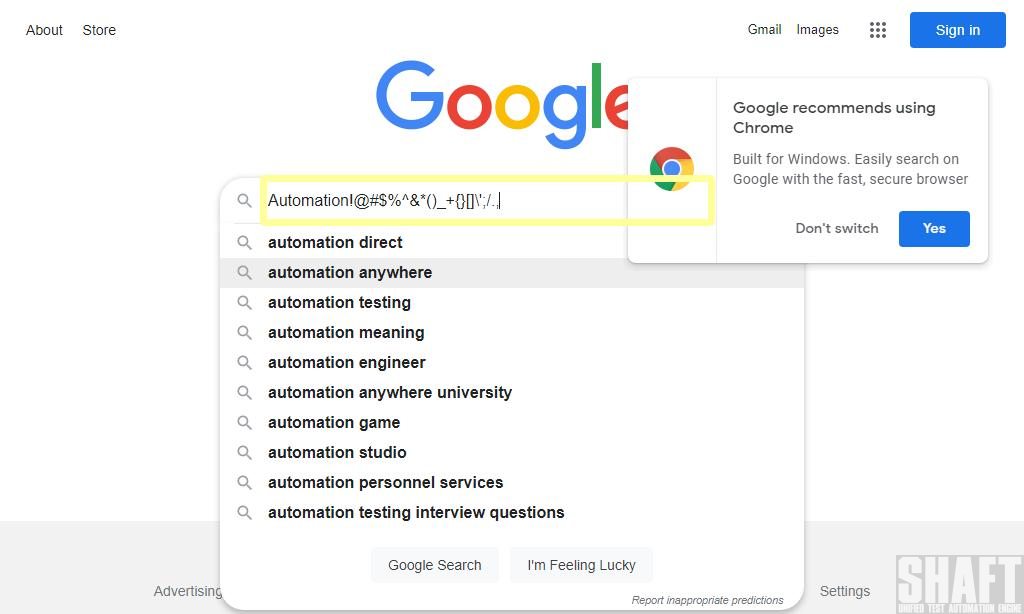 About Store
Gmail Images Sign in
Google
Google recommends using
Chrome
Built for Windows. Easily search on
Google with the fast, secure browser
Don't switch Yes
Automation!@#$%^&*()_+{}[]\';/.,
automation direct
automation anywhere
automation testing
automation meaning
automation engineer
automation anywhere university
automation game
automation studio
automation personnel services
automation testing interview questions
Google Search I'm Feeling Lucky
Report inappropriate predictions
Advertising Settings
SHAFT
UNIFIED TEST AUTOMATION ENGINE